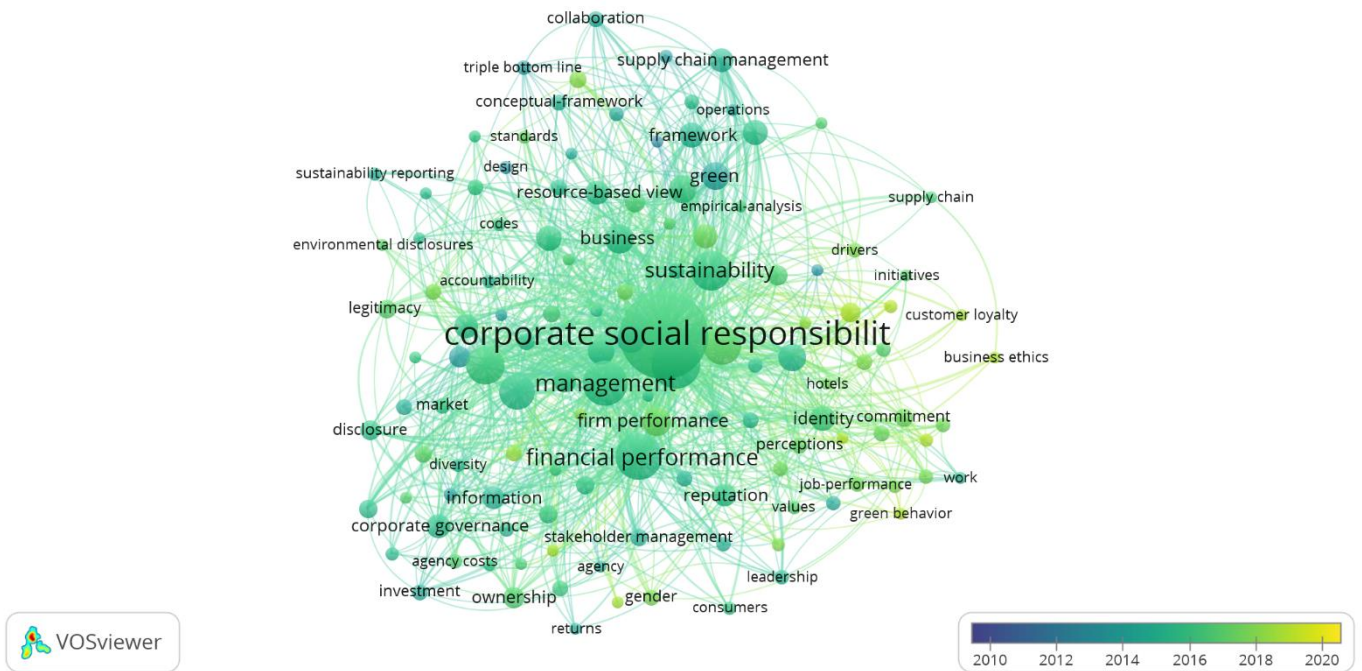 collaboration
supply chain management
triple bottom line
conceptual-framework
operations
standards
framework
design
sustainability reporting
green
resource-based view
supply chain
empirical-analysis
codes
business
environmental disclosures
drivers
sustainability
initiatives
accountability
legitimacy
customer loyalty
corporate social responsibilit
business ethics
management
hotels
market
firm performance
identity
commitment
disclosure
perceptions
financial performance
diversity
work
job-performance
information
reputation
values
green behavior
corporate governance
stakeholder management
agency costs
agency
leadership
investment
ownership
gender
consumers
returns
VOSviewer
2010 2012 2014 2016 2018 2020